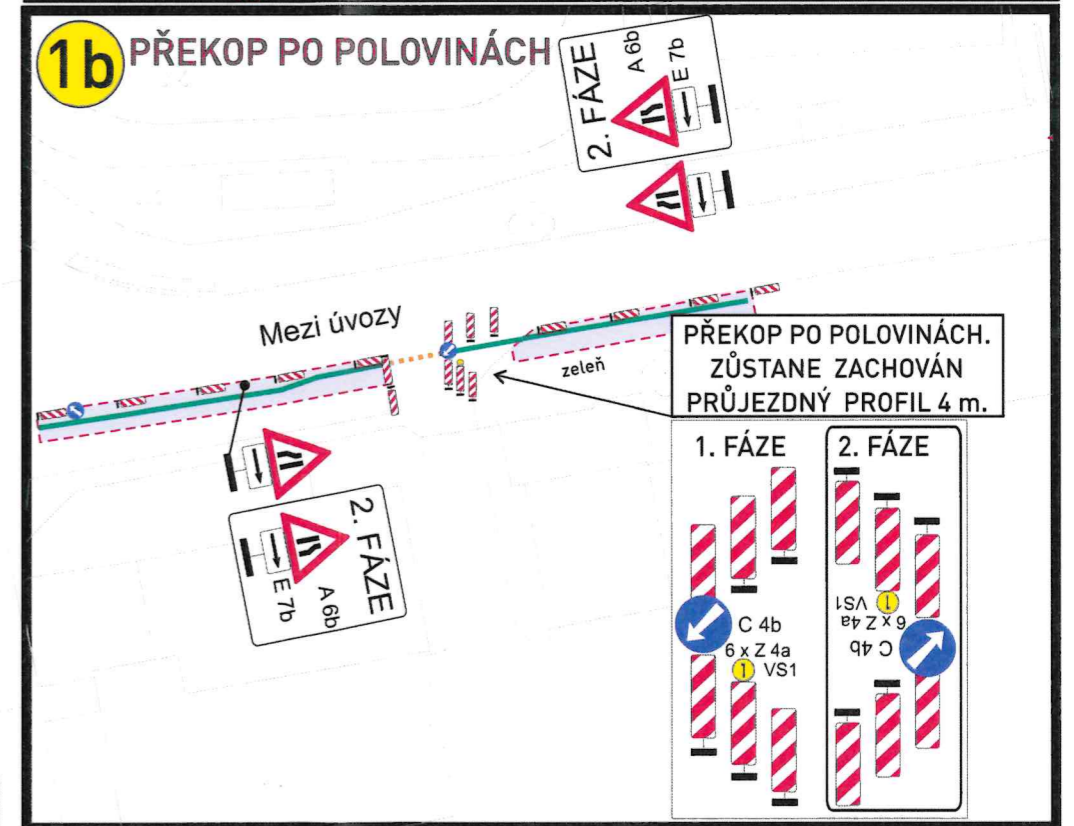 1b PŘEKOP PO POLOVINÁCH
2. FÁZE
A 6b
E 7b
Mezi úvozy
zeleň
PŘEKOP PO POLOVINÁCH.
ZŮSTANE ZACHOVÁN
PRŮJEZDNÝ PROFIL 4 m.
2. FÁZE
A 6b
E 7b
1. FÁZE
C 4b
6 x Z 4a
1 VS1
2. FÁZE
1 VS1
6 x Z 4a
C 4b